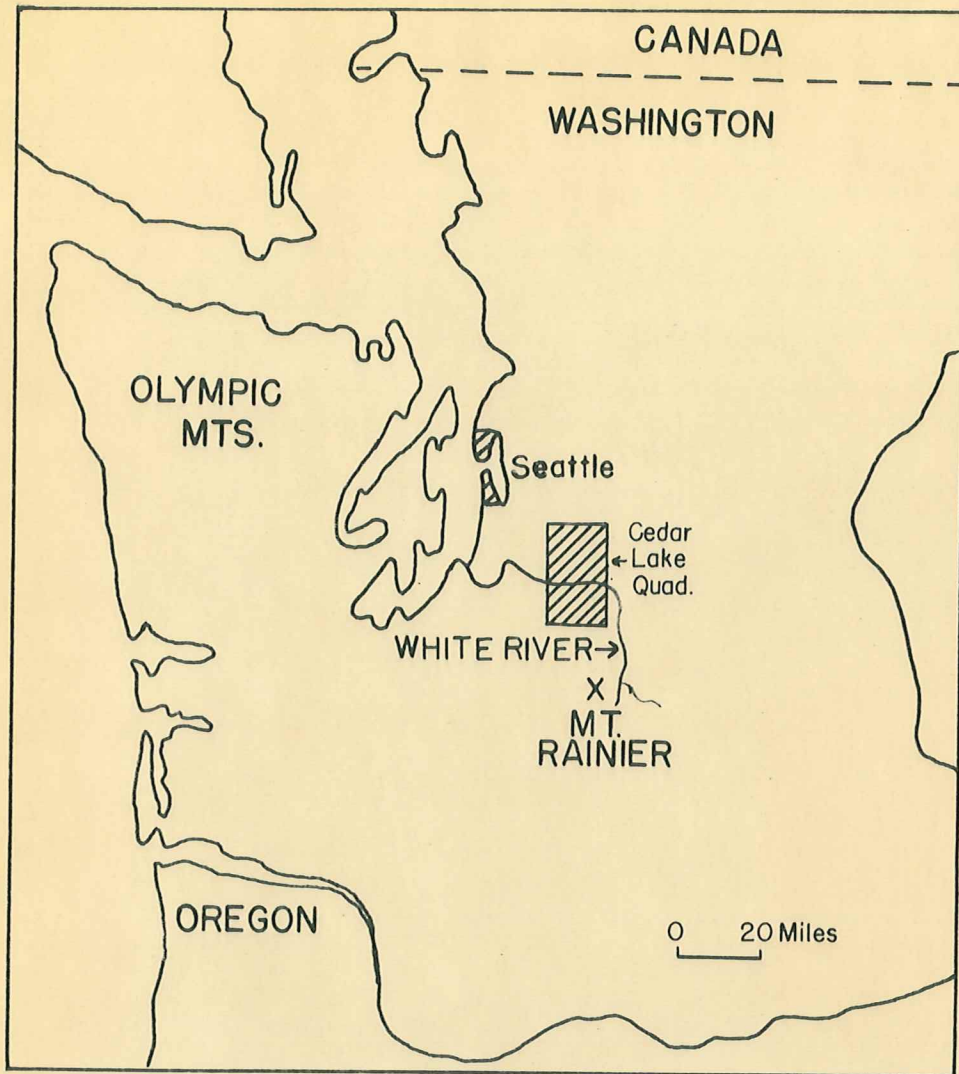 CANADA
WASHINGTON
OLYMPIC
MTS.
Seattle
Cedar
←Lake
Quad.
WHITE RIVER→
X
MT.
RAINIER
OREGON
0 20 Miles